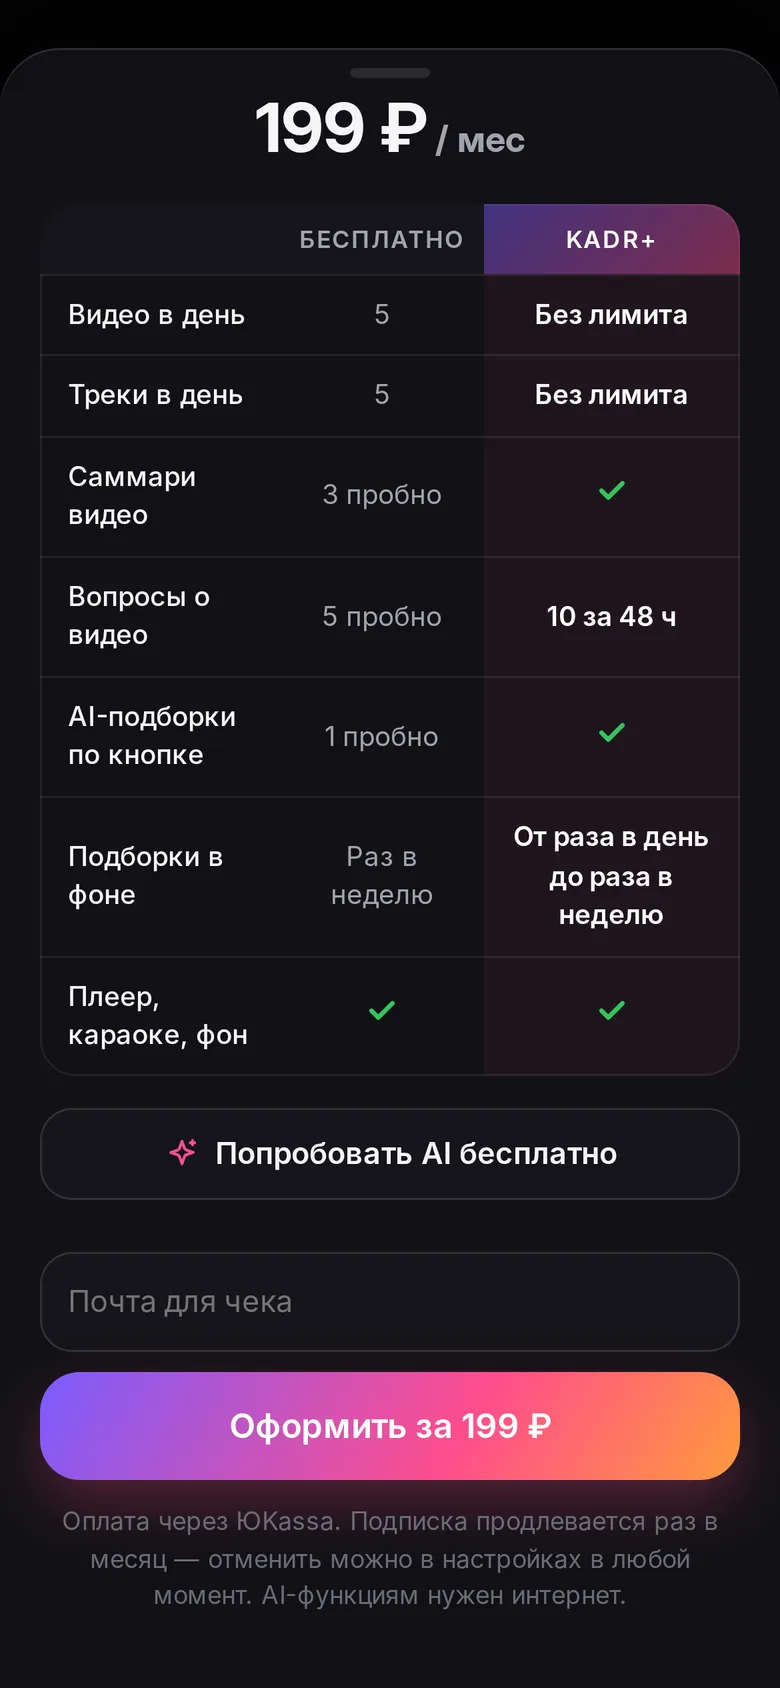 199 ₽ / мес
БЕСПЛАТНО KADR+
Видео в день 5 Без лимита
Треки в день 5 Без лимита
Саммари
видео
3 пробно
Вопросы о
видео
5 пробно
10 за 48 ч
AI-подборки
по кнопке
1 пробно
Подборки в
фоне
Раз в
неделю
От раза в день
до раза в
неделю
Плеер,
караоке, фон
Попробовать AI бесплатно
Почта для чека
Оформить за 199 ₽
Оплата через ЮKassa. Подписка продлевается раз в
месяц — отменить можно в настройках в любой
момент. AI-функциям нужен интернет.